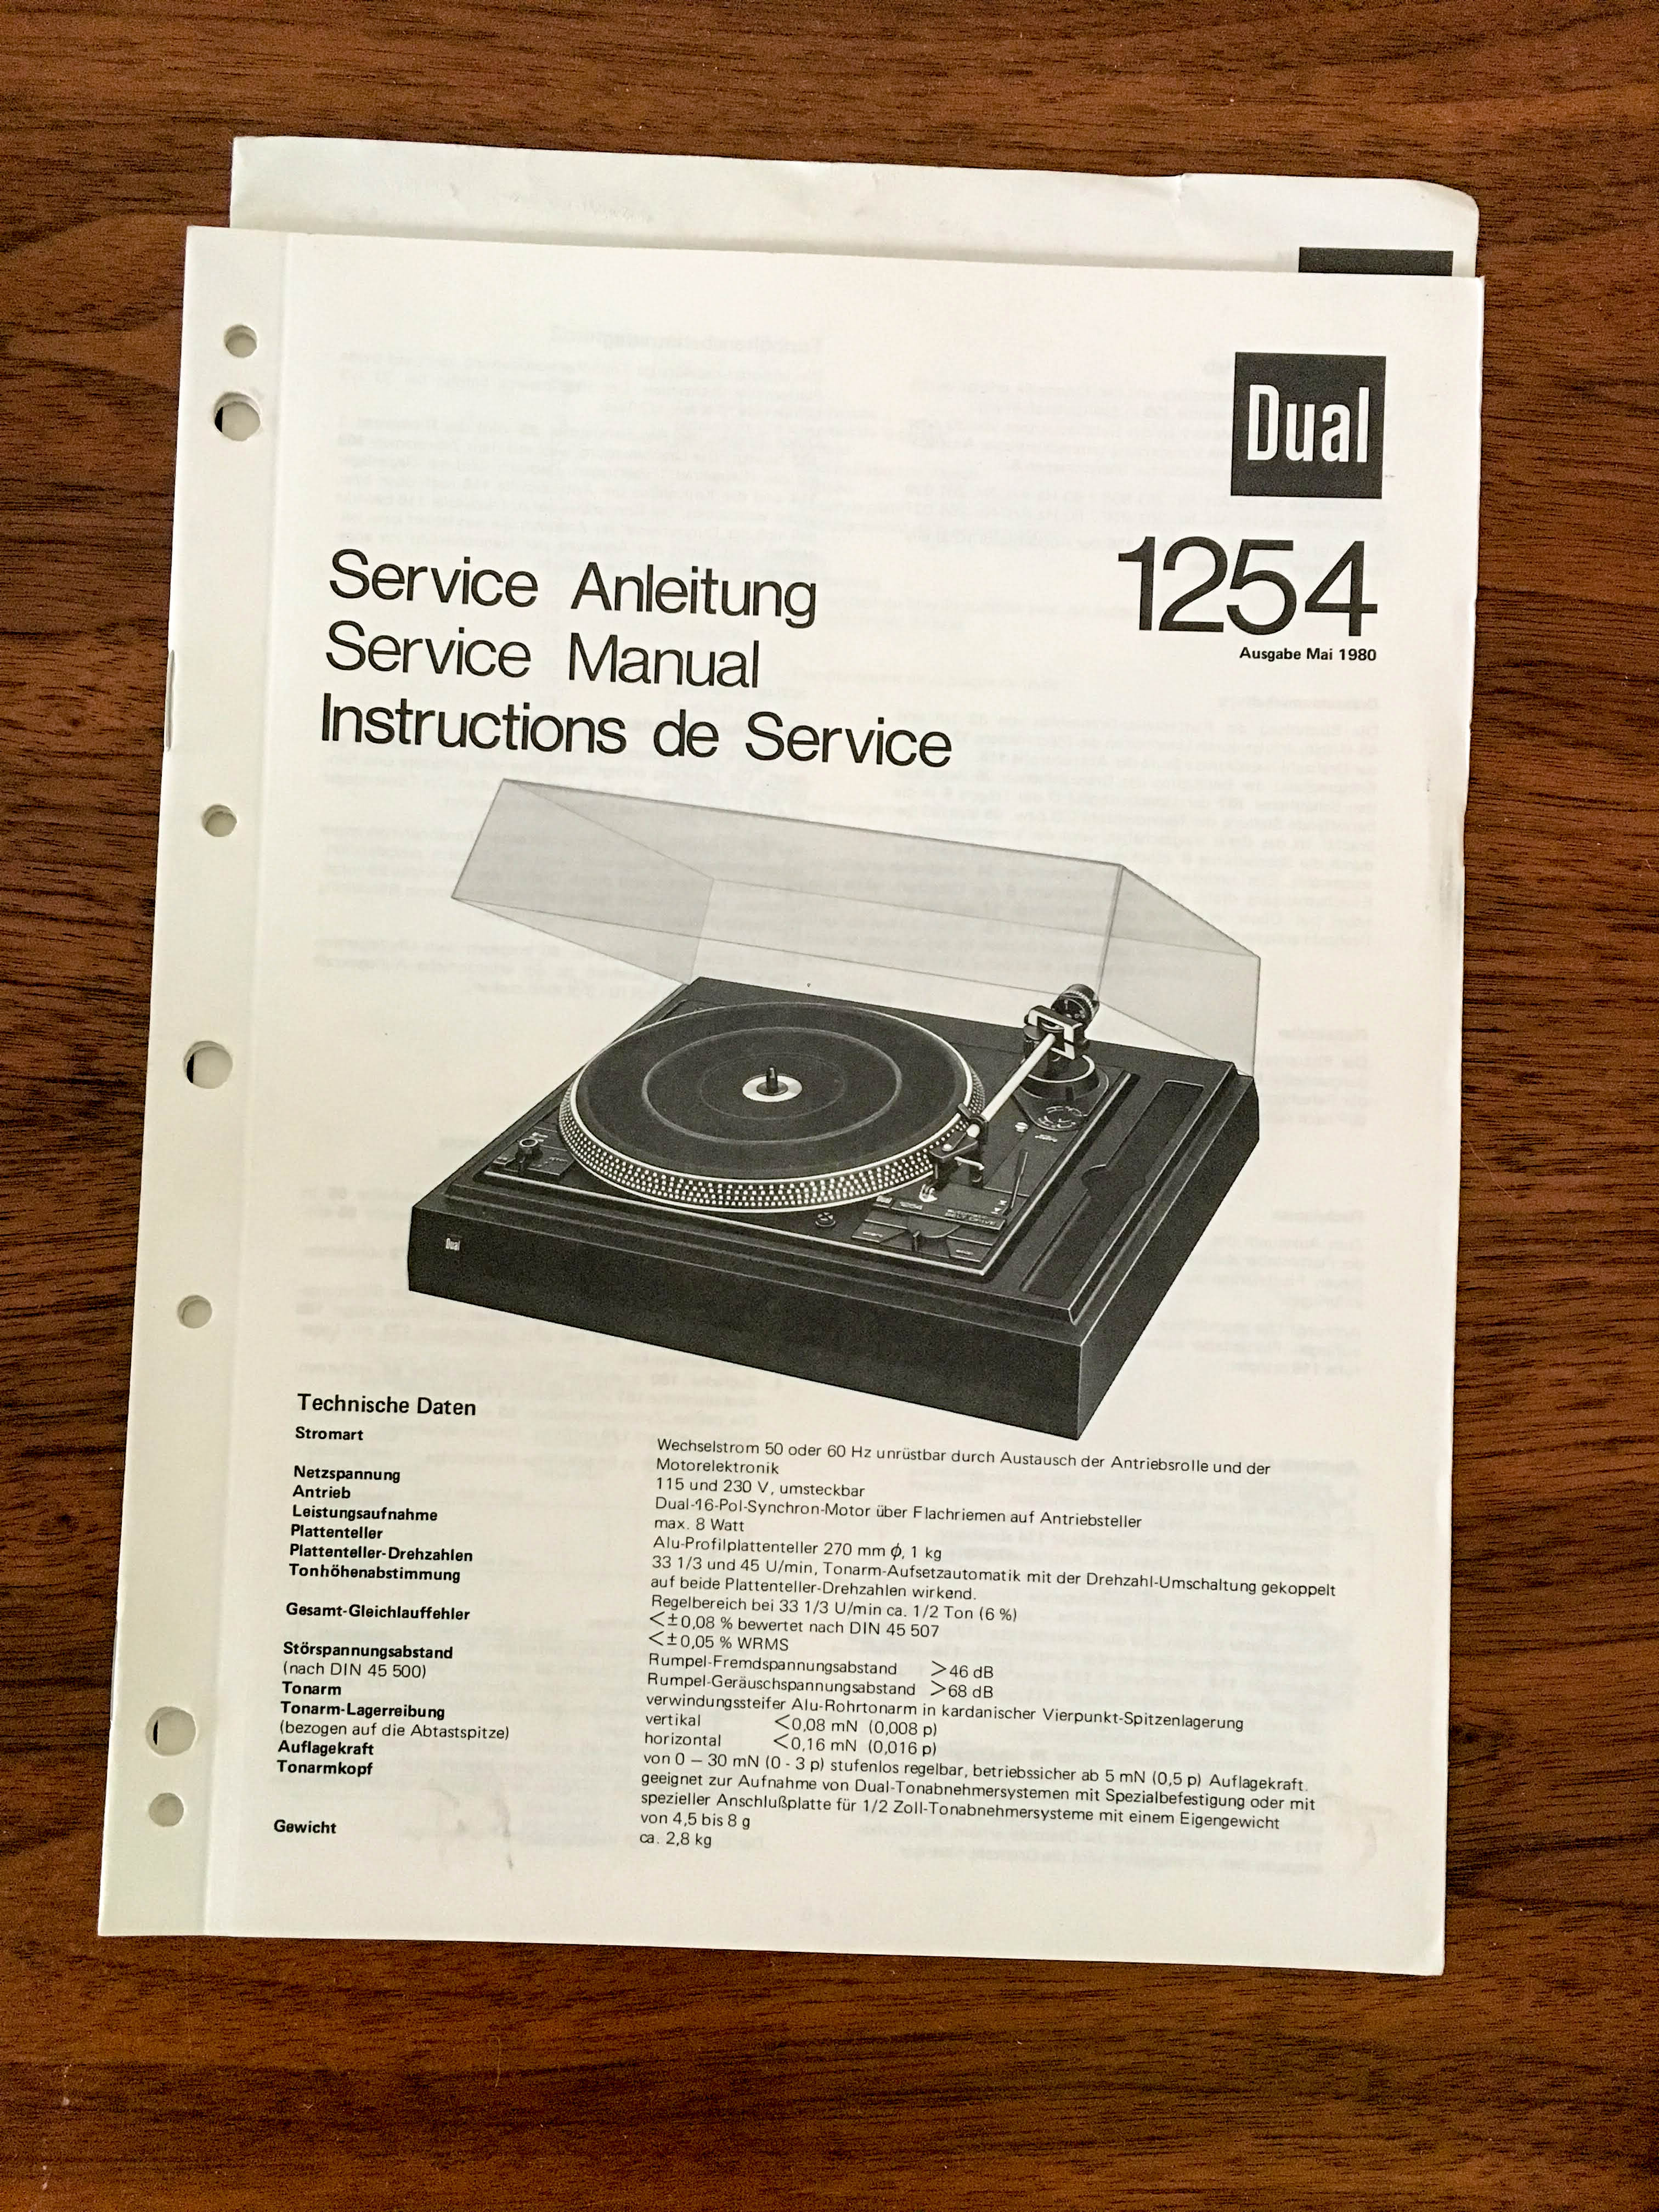 Dual
1254
Ausgabe Mai 1980
Service Anleitung
Service Manual
Instructions de Service
Dual
Technische Daten
Stromart Wechselstrom 50 oder 60 Hz unrüstbar durch Austausch der Antriebsrolle und der
Motorelektronik
Netzspannung 115 und 230 V, umsteckbar
Antrieb Dual-16-Pol-Synchron-Motor über Flachriemen auf Antriebsteller
Leistungsaufnahme max. 8 Watt
Plattenteller Alu-Profilplattenteller 270 mm ϕ, 1 kg
Plattenteller-Drehzahlen 33 1/3 und 45 U/min, Tonarm-Aufsetzautomatik mit der Drehzahl-Umschaltung gekoppelt
Tonhöhenabstimmung auf beide Plattenteller-Drehzahlen wirkend.
Regelbereich bei 33 1/3 U/min ca. 1/2 Ton (6 %)
Gesamt-Gleichlauffehler <±0,08 % bewertet nach DIN 45 507
<±0,05 % WRMS
Störspannungsabstand Rumpel-Fremdspannungsabstand >46 dB
(nach DIN 45 500) Rumpel-Geräuschspannungsabstand >68 dB
Tonarm verwindungssteifer Alu-Rohrtonarm in kardanischer Vierpunkt-Spitzenlagerung
Tonarm-Lagerreibung vertikal <0,08 mN (0,008 p)
(bezogen auf die Abtastspitze) horizontal <0,16 mN (0,016 p)
Auflagekraft von 0 – 30 mN (0 - 3 p) stufenlos regelbar, betriebssicher ab 5 mN (0,5 p) Auflagekraft.
Tonarmkopf geeignet zur Aufnahme von Dual-Tonabnehmersystemen mit Spezialbefestigung oder mit
spezieller Anschlußplatte für 1/2 Zoll-Tonabnehmersysteme mit einem Eigengewicht
von 4,5 bis 8 g
Gewicht ca. 2,8 kg